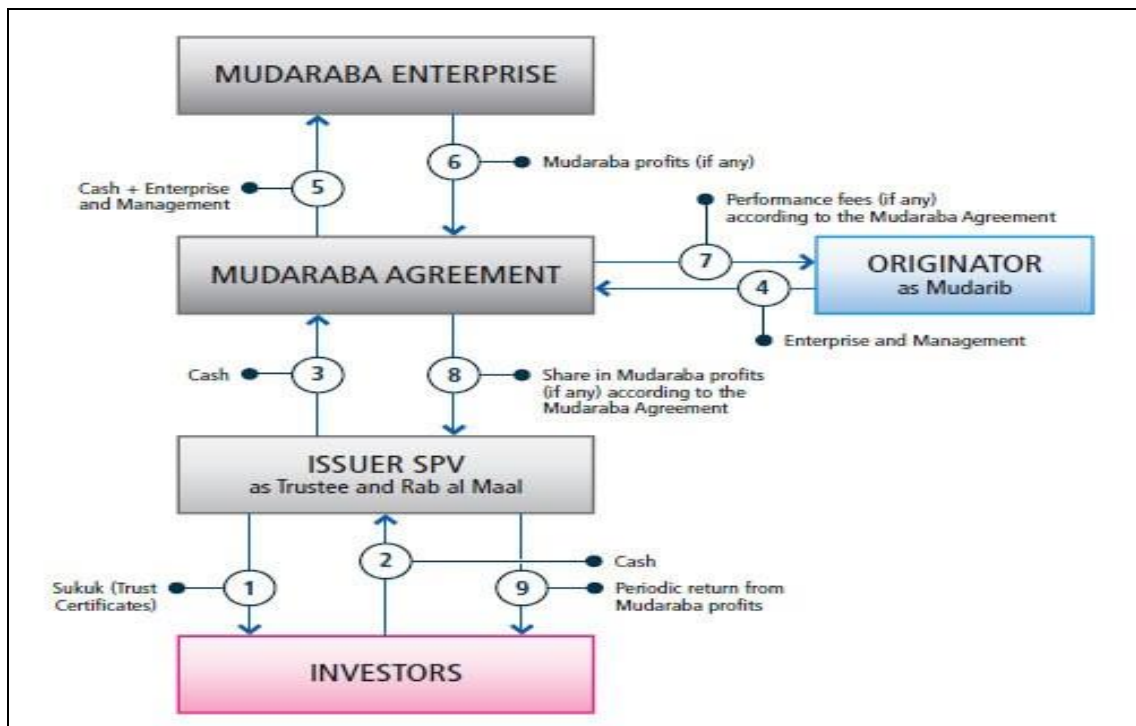 MUDARABA ENTERPRISE
6
Mudaraba profits (if any)
Cash + Enterprise
and Management
5
Performance fees (if any)
according to the Mudaraba Agreement
MUDARABA AGREEMENT
7
ORIGINATOR
as Mudarib
4
Enterprise and Management
Cash
3
8
Share in Mudaraba profits
(if any) according to the
Mudaraba Agreement
ISSUER SPV
as Trustee and Rab al Maal
2
Cash
Sukuk (Trust
Certificates)
1
9
Periodic return from
Mudaraba profits
INVESTORS